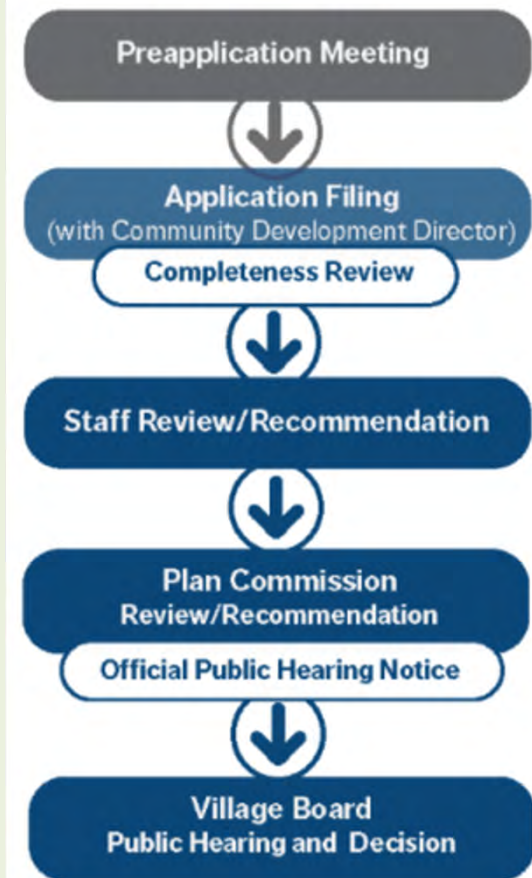 Preapplication Meeting
Application Filing
(with Community Development Director)
Completeness Review
Staff Review/Recommendation
Plan Commission
Review/Recommendation
Official Public Hearing Notice
Village Board
Public Hearing and Decision